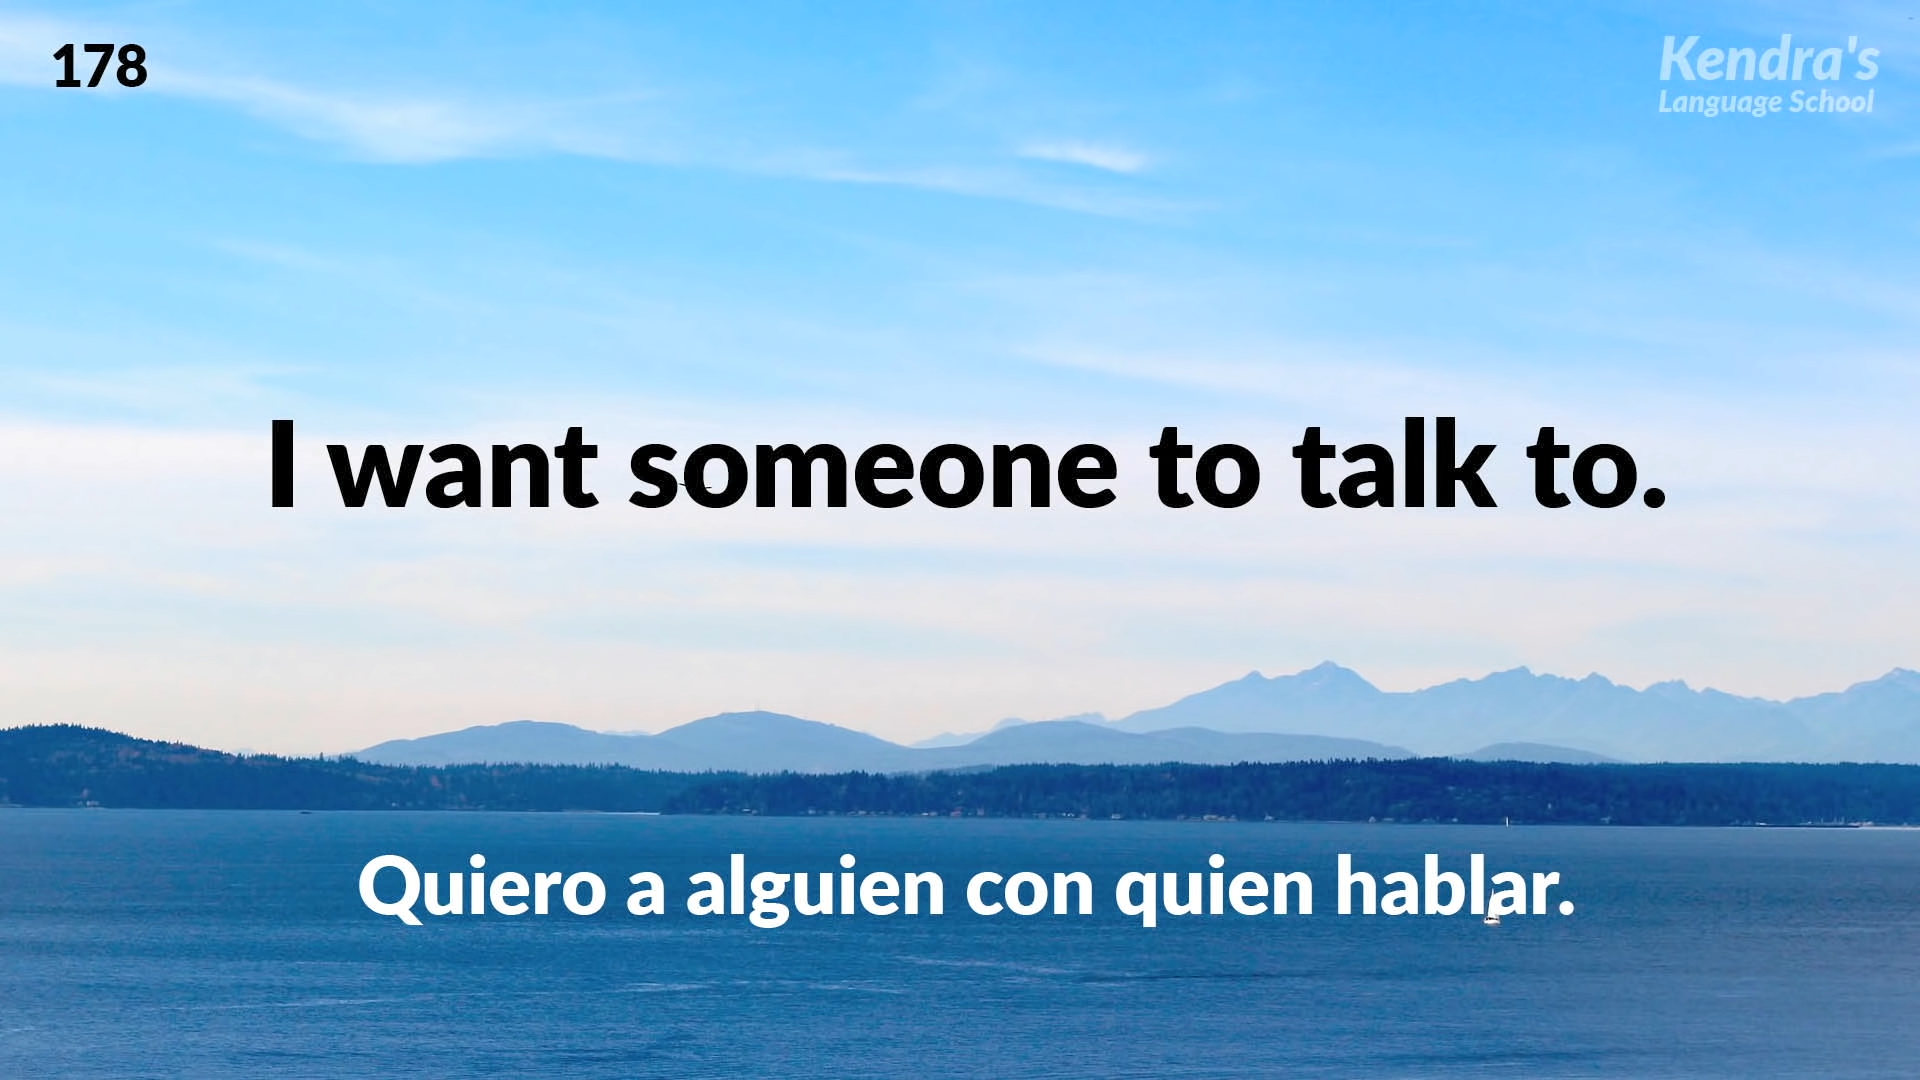 178
Kendra's
Language School
I want someone to talk to.
Quiero a alguien con quien hablar.